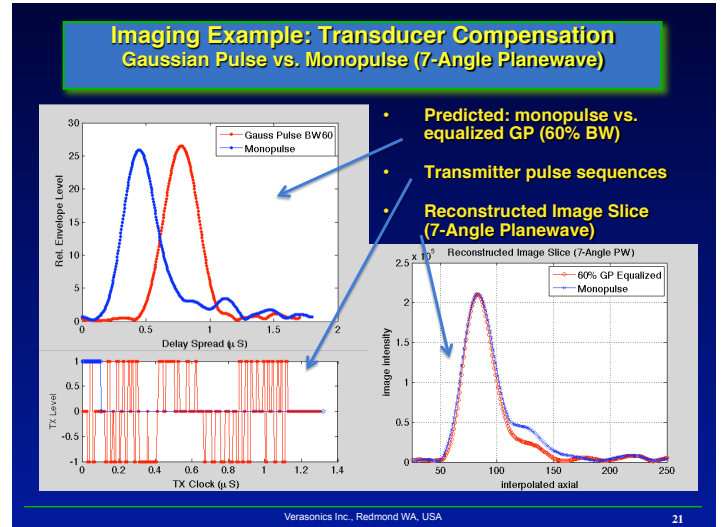 Imaging Example: Transducer Compensation
Gaussian Pulse vs. Monopulse (7-Angle Planewave)
• Predicted: monopulse vs.
equalized GP (60% BW)
• Transmitter pulse sequences
• Reconstructed Image Slice
(7-Angle Planewave)
30
25
20
15
10
5
0
Rel. Envelope Level
Gauss Pulse BW60
Monopulse
0 0.5 1 1.5 2
Delay Spread (μ S)
1
0.5
0
-0.5
-1
TX Level
0 0.2 0.4 0.6 0.8 1 1.2 1.4
TX Clock (μ S)
Reconstructed Image Slice (7-Angle PW)
x 10^5
2.5
2
1.5
1
0.5
0
image intensity
60% GP Equalized
Monopulse
50 100 150 200 250
interpolated axial
Verasonics Inc., Redmond WA, USA
21